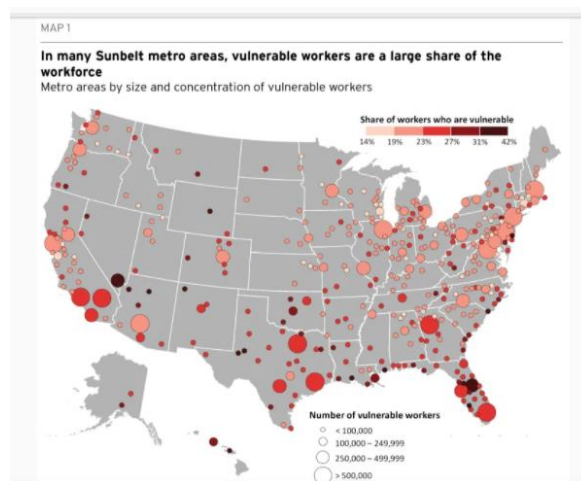 MAP 1
In many Sunbelt metro areas, vulnerable workers are a large share of the
workforce
Metro areas by size and concentration of vulnerable workers
Share of workers who are vulnerable
14% 19% 23% 27% 31% 42%
Number of vulnerable workers
< 100,000
100,000 – 249,999
250,000 – 499,999
> 500,000